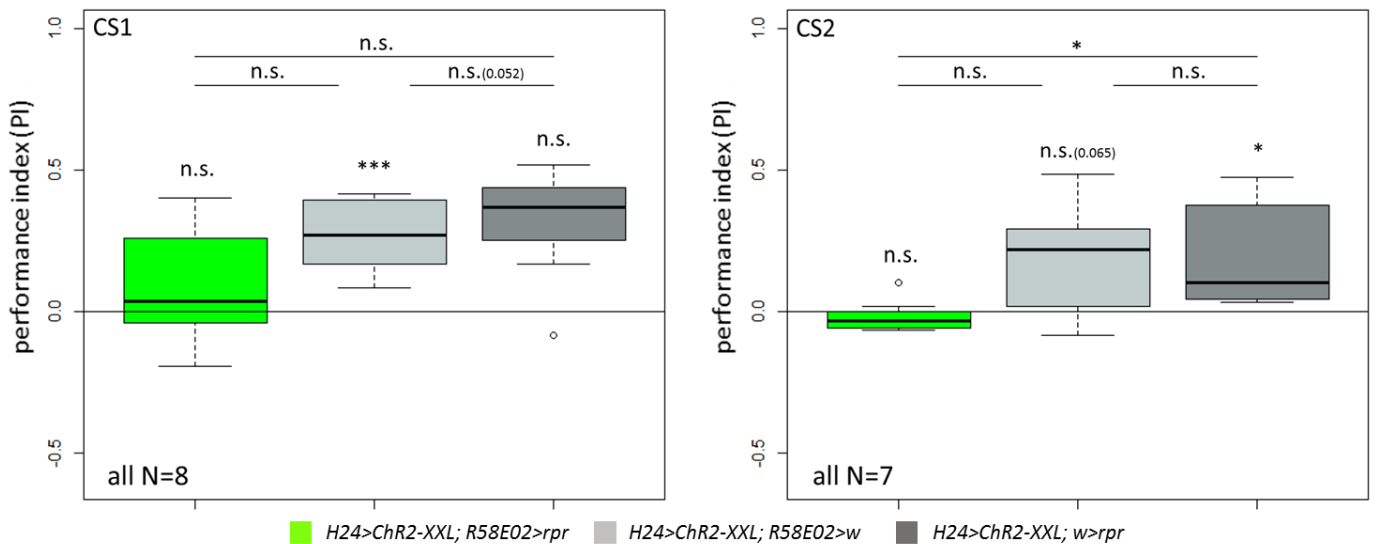 CS1
n.s.
n.s.
n.s.(0.052)
n.s.
***
n.s.
performance index (PI)
1.0
0.5
0.0
-0.5
all N=8
CS2
*
n.s.
n.s.
n.s.
n.s.(0.065)
*
performance index (PI)
1.0
0.5
0.0
-0.5
all N=7
H24>ChR2-XXL; R58E02>rpr
H24>ChR2-XXL; R58E02>w
H24>ChR2-XXL; w>rpr